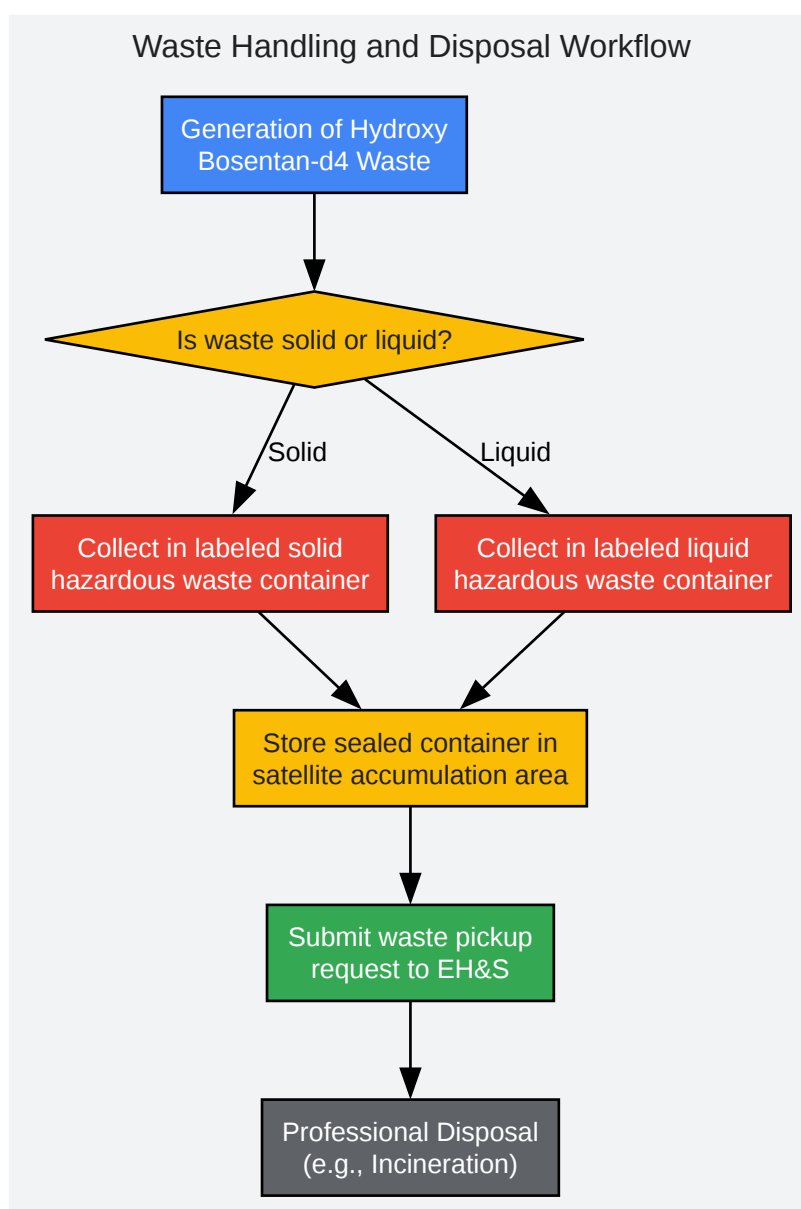 Waste Handling and Disposal Workflow
Generation of Hydroxy
Bosentan-d4 Waste
Is waste solid or liquid?
Solid
Liquid
Collect in labeled solid
hazardous waste container
Collect in labeled liquid
hazardous waste container
Store sealed container in
satellite accumulation area
Submit waste pickup
request to EH&S
Professional Disposal
(e.g., Incineration)